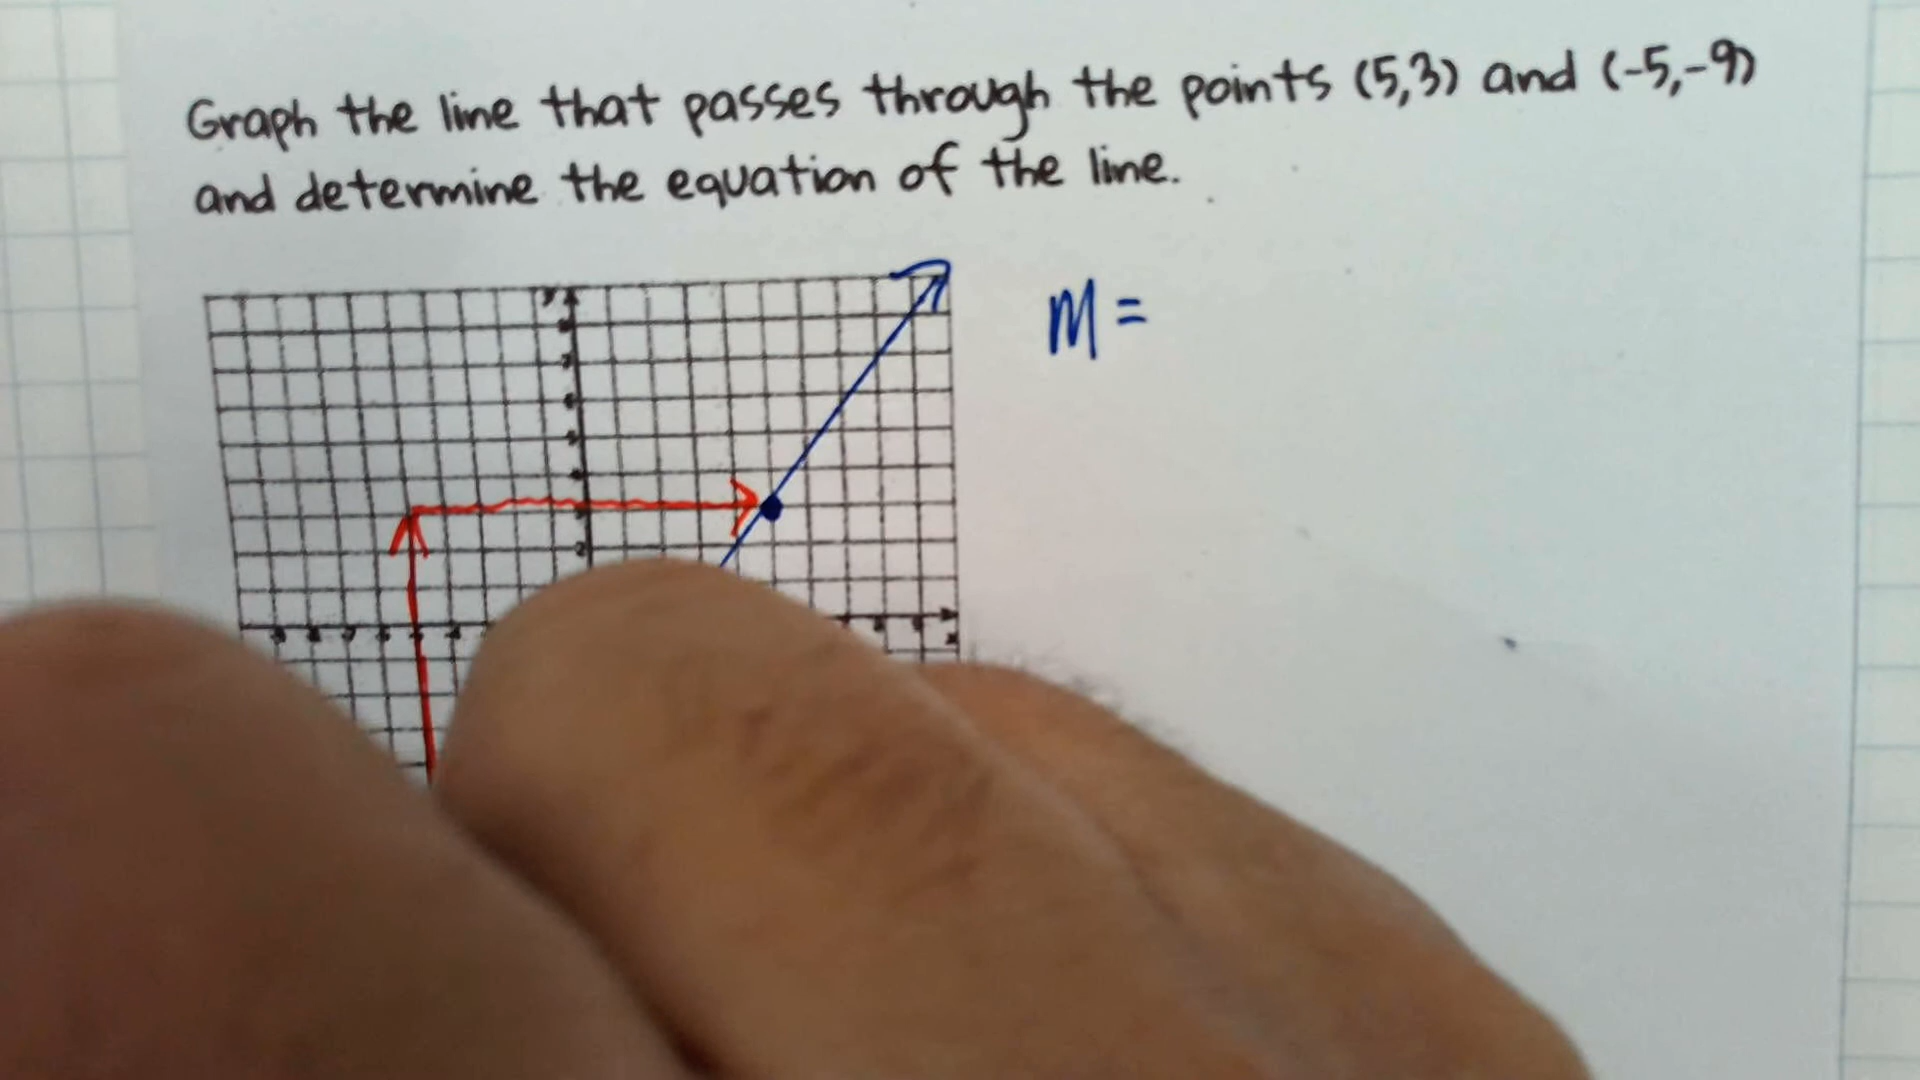 Graph the line that passes through the points (5,3) and (-5,-9)
and determine the equation of the line.
y
M =
2
x